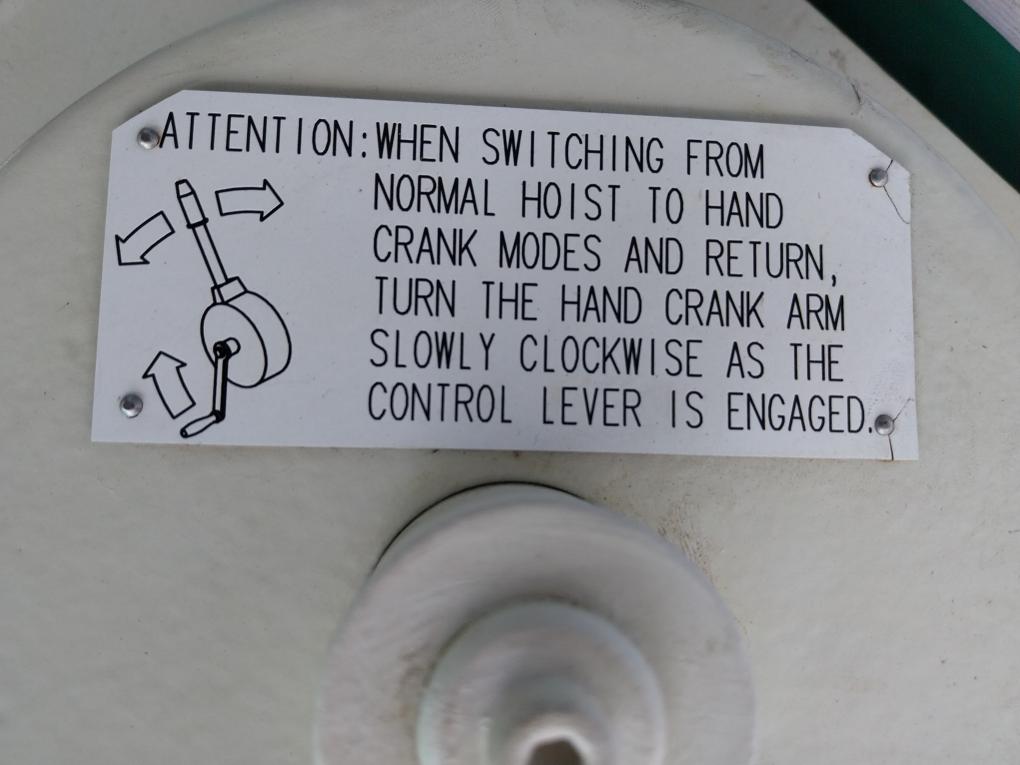 ATTENTION: WHEN SWITCHING FROM
NORMAL HOIST TO HAND
CRANK MODES AND RETURN,
TURN THE HAND CRANK ARM
SLOWLY CLOCKWISE AS THE
CONTROL LEVER IS ENGAGED.